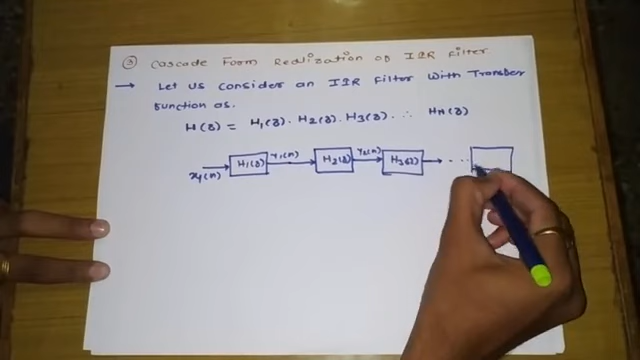 ③ Cascade Form Realization of IIR Filter
→ Let us consider an IIR Filter with Transfer
function as.
H(z) = H₁(z) · H₂(z) · H₃(z) ··· Hₙ(z)
x₁(n) H₁(z) y₁(n) H₂(z) y₂(n) H₃(z)